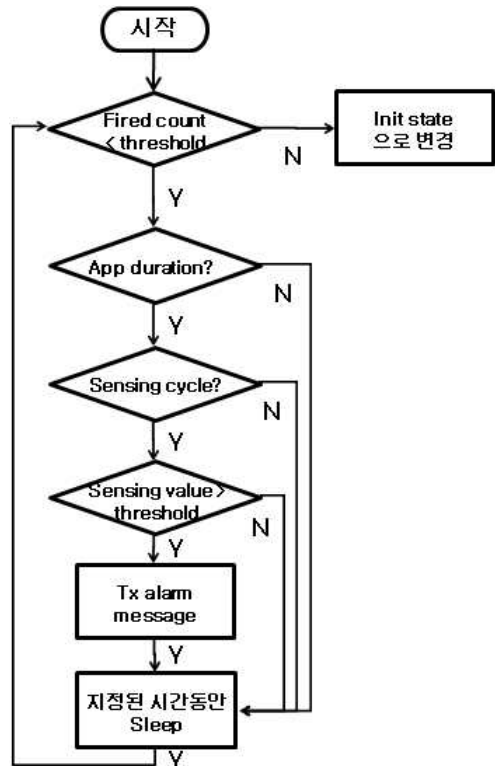 시작
Fired count
< threshold
N
Init state
으로 변경
Y
App duration?
N
Y
Sensing cycle?
N
Y
Sensing value >
threshold
N
Y
Tx alarm
message
Y
지정된 시간동안
Sleep
Y